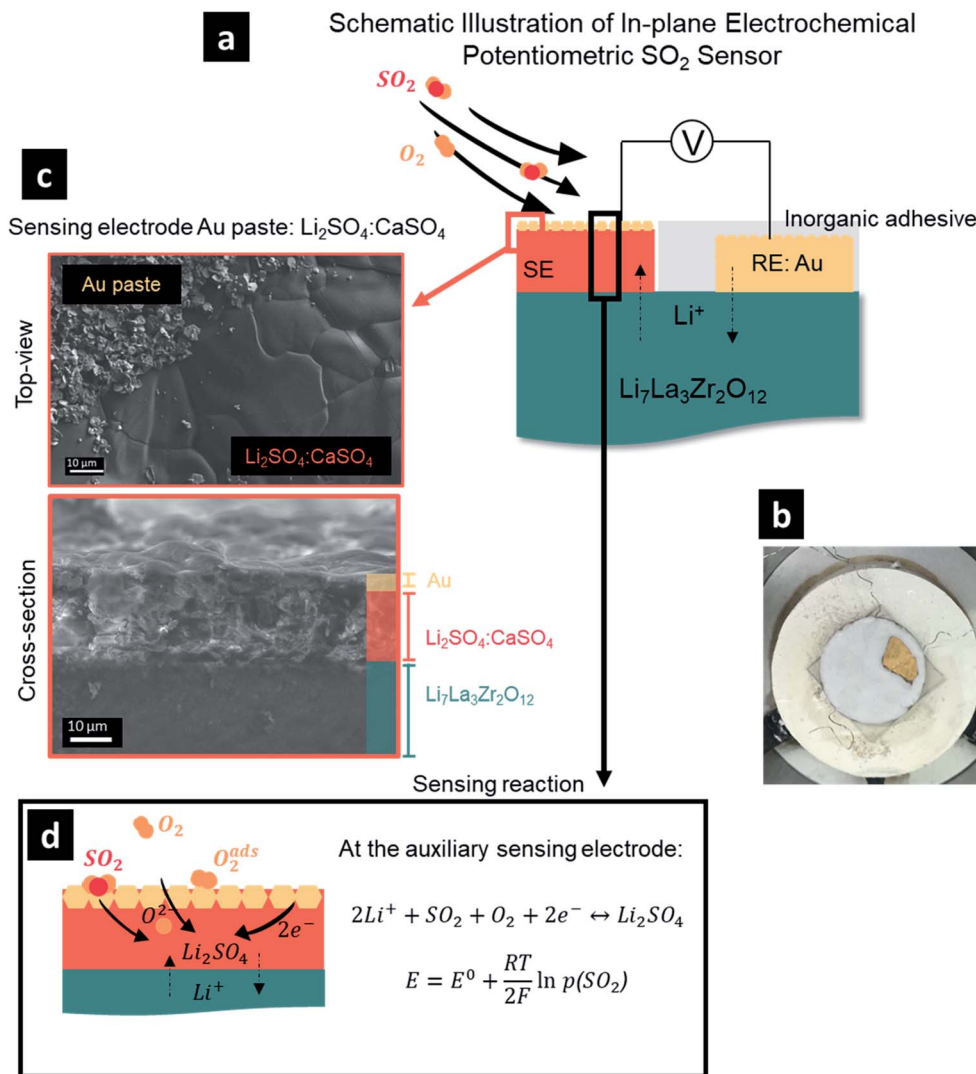 a
Schematic Illustration of In-plane Electrochemical
Potentiometric SO₂ Sensor
SO₂
O₂
V
Inorganic adhesive
SE
RE: Au
Li⁺
Li₇La₃Zr₂O₁₂
c
Sensing electrode Au paste: Li₂SO₄:CaSO₄
Top-view
Au paste
10 µm
Li₂SO₄:CaSO₄
Cross-section
10 µm
Au
Li₂SO₄:CaSO₄
Li₇La₃Zr₂O₁₂
b
Sensing reaction
d
O₂
SO₂
O₂ᵃᵈˢ
O²⁻
2e⁻
Li₂SO₄
Li⁺
At the auxiliary sensing electrode:
2Li⁺ + SO₂ + O₂ + 2e⁻ ↔ Li₂SO₄
E = E⁰ + RT/2F ln p(SO₂)